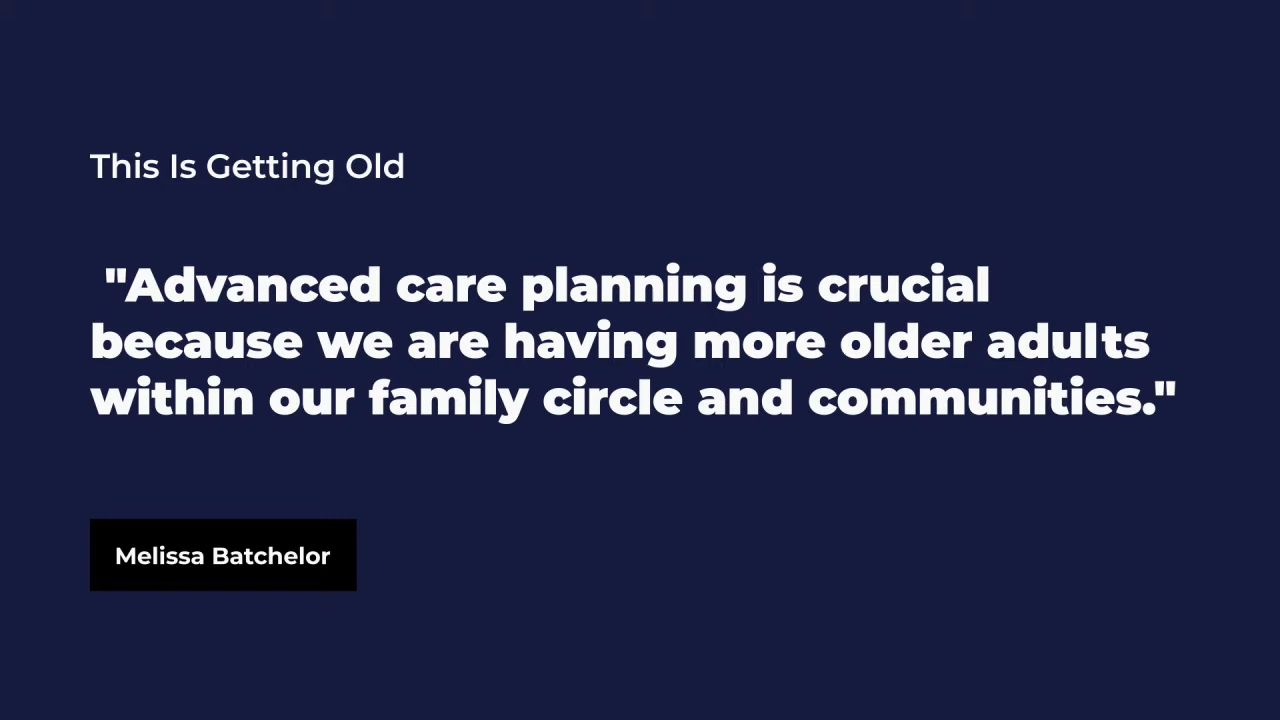 This Is Getting Old
"Advanced care planning is crucial
because we are having more older adults
within our family circle and communities."
Melissa Batchelor